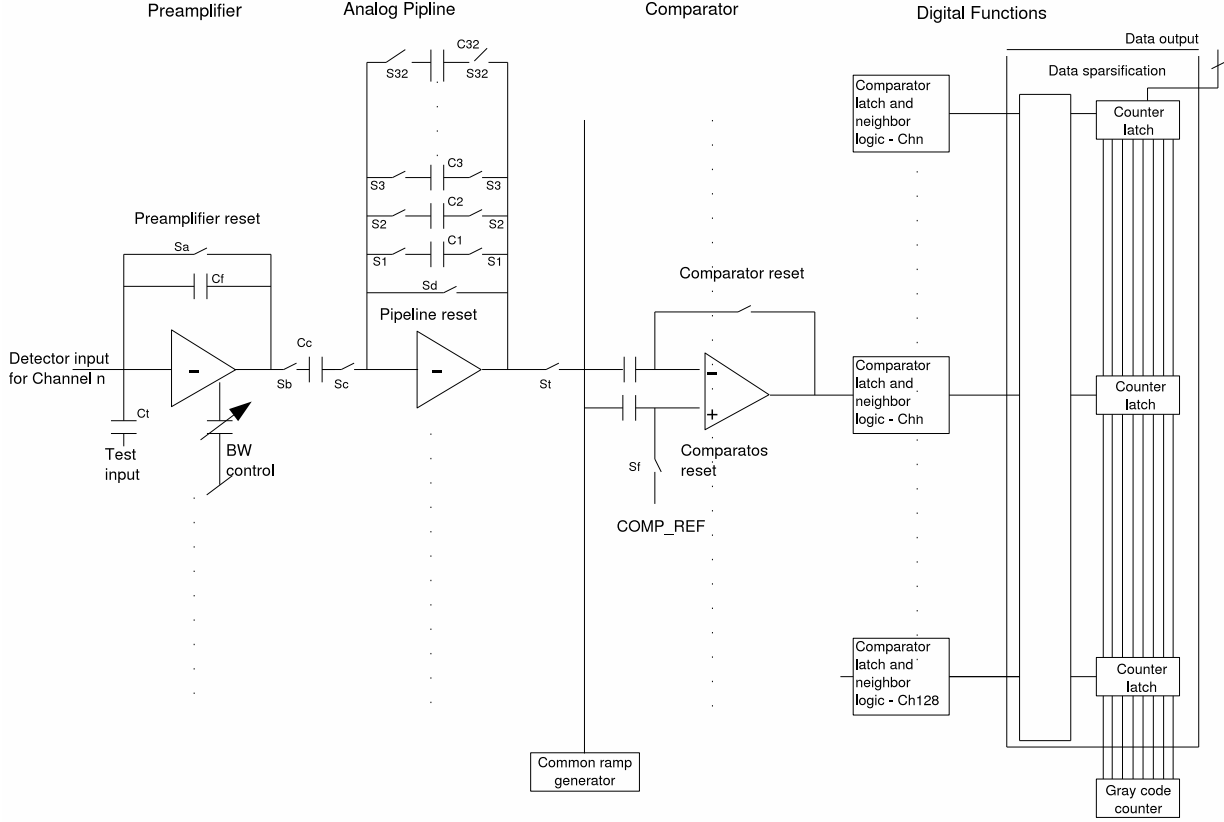 Preamplifier
Analog Pipline
Comparator
Digital Functions
Data output
Data sparsification
C32
S32
S32
Comparator
latch and
neighbor
logic - Chn
Counter
latch
C3
S3
S3
C2
S2
S2
C1
S1
S1
Preamplifier reset
Sa
Cf
Sd
Pipeline reset
Comparator reset
Detector input
for Channel n
-
Cc
Sb
Sc
-
St
-
+
Comparator
latch and
neighbor
logic - Chn
Counter
latch
Ct
Test
input
BW
control
Comparatos
reset
Sf
COMP_REF
Comparator
latch and
neighbor
logic - Ch128
Counter
latch
Common ramp
generator
Gray code
counter